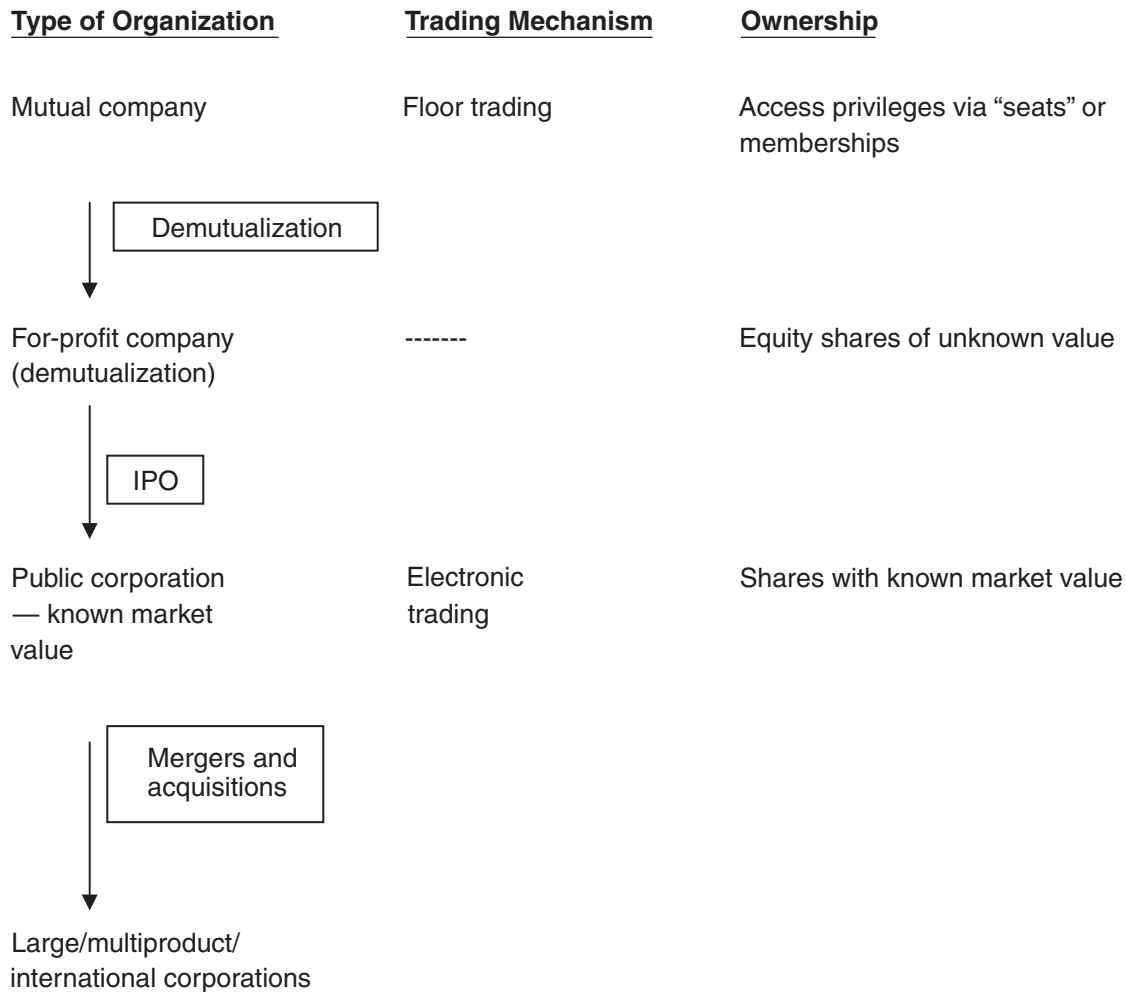 Type of Organization Trading Mechanism Ownership
Mutual company Floor trading Access privileges via “seats” or
memberships
Demutualization
For-profit company ------- Equity shares of unknown value
(demutualization)
IPO
Public corporation Electronic Shares with known market value
— known market trading
value
Mergers and
acquisitions
Large/multiproduct/
international corporations